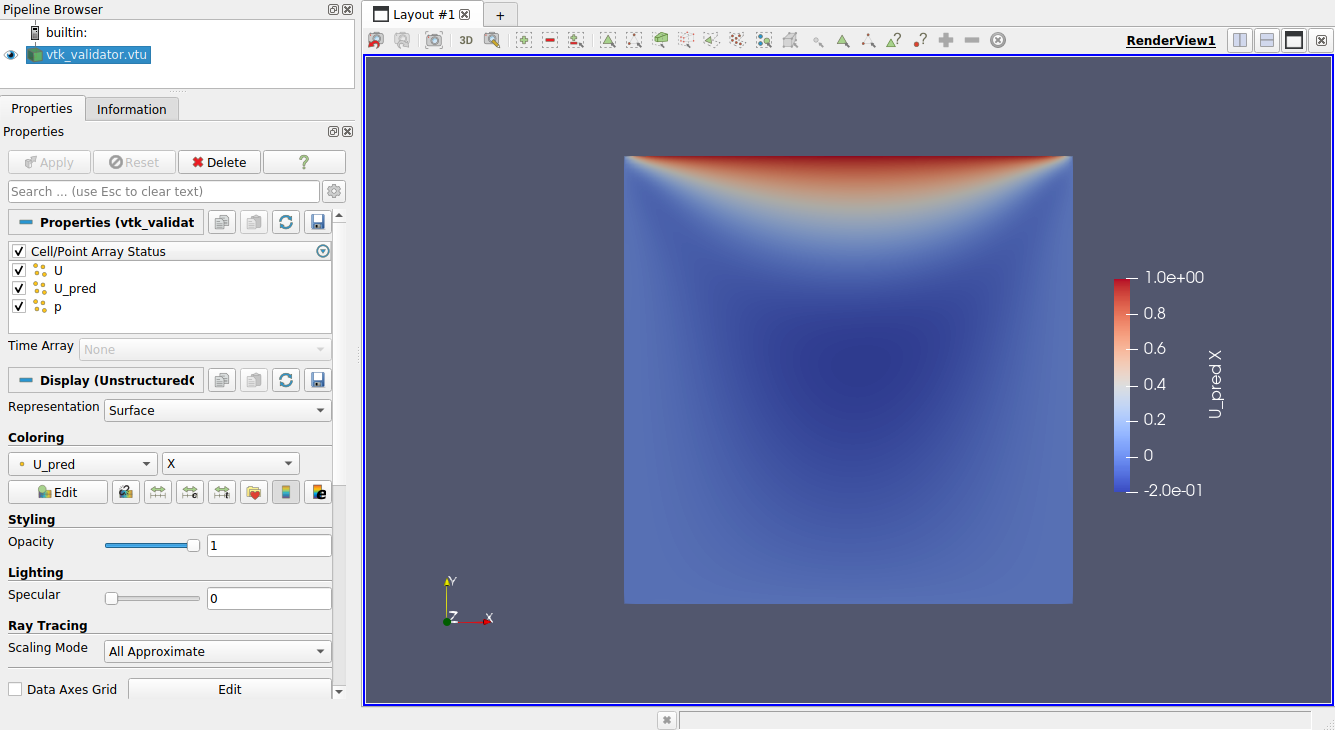 Pipeline Browser
builtin:
vtk_validator.vtu
Properties
Information
Properties
Apply
Reset
Delete
?
Search ... (use Esc to clear text)
Properties (vtk_validat
Cell/Point Array Status
U
U_pred
p
Time Array
None
Display (UnstructuredG
Representation
Surface
Coloring
U_pred
X
Edit
Styling
Opacity
1
Lighting
Specular
0
Ray Tracing
Scaling Mode
All Approximate
Data Axes Grid
Edit
Layout #1
+
3D
RenderView1
1.0e+00
0.8
0.6
0.4
0.2
0
-2.0e-01
U_pred X
Y
Z
X